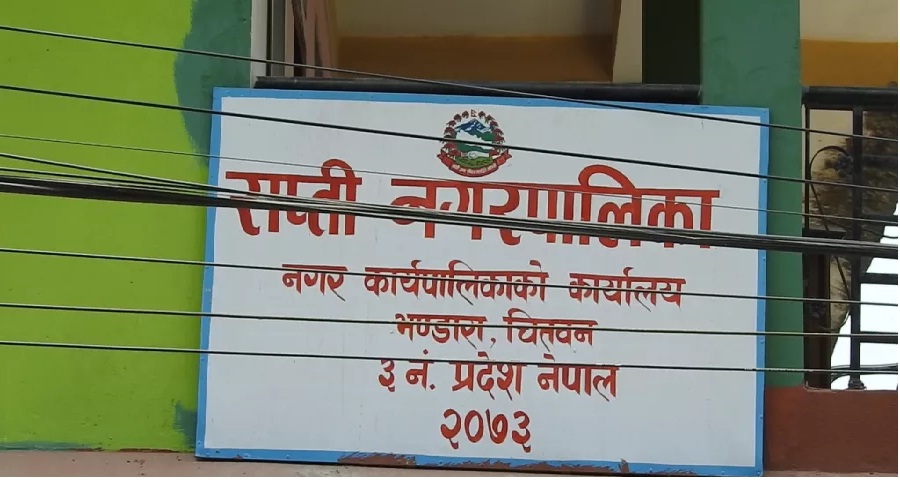 राप्ती नगरपालिका
नगर कार्यपालिकाको कार्यालय
भण्डारा, चितवन
३ नं. प्रदेश नेपाल
२०७३